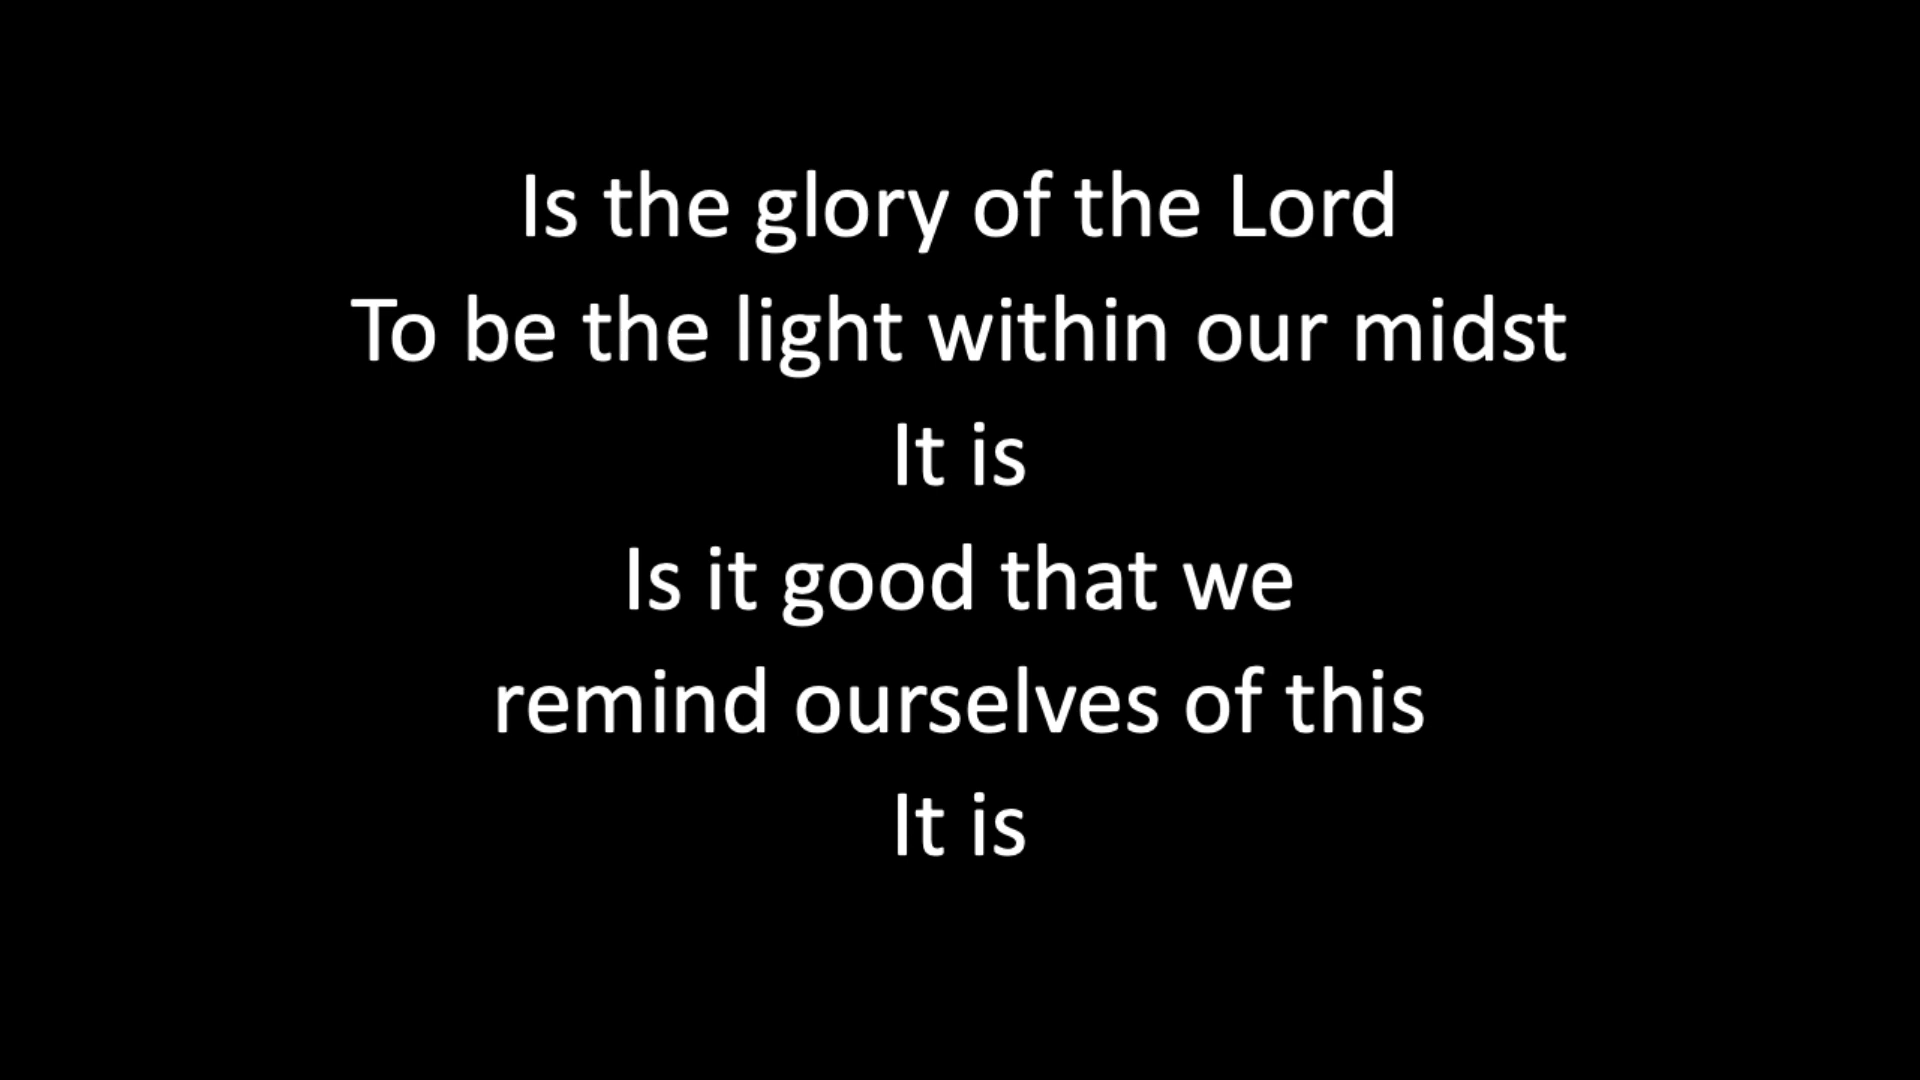 Is the glory of the Lord
To be the light within our midst
It is
Is it good that we
remind ourselves of this
It is